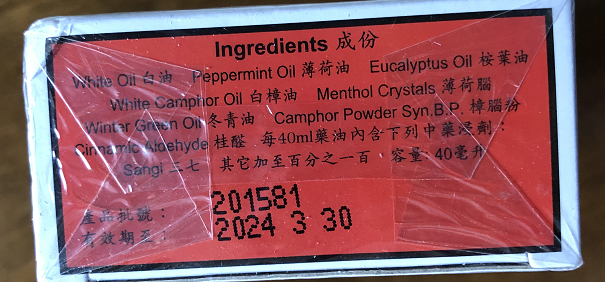 Ingredients 成份
White Oil 白油 Peppermint Oil 薄荷油 Eucalyptus Oil 桉葉油
White Camphor Oil 白樟油 Menthol Crystals 薄荷腦
Winter Green Oil 冬青油 Camphor Powder Syn,B.P. 樟腦粉
Cinnamic Aldehyde 桂醛 . 每40ml藥油內含下列中藥浸劑：
Sangi 三七 其它加至百分之一百 容量: 40毫升
產品批號： 201581
有效期至： 2024 3 30